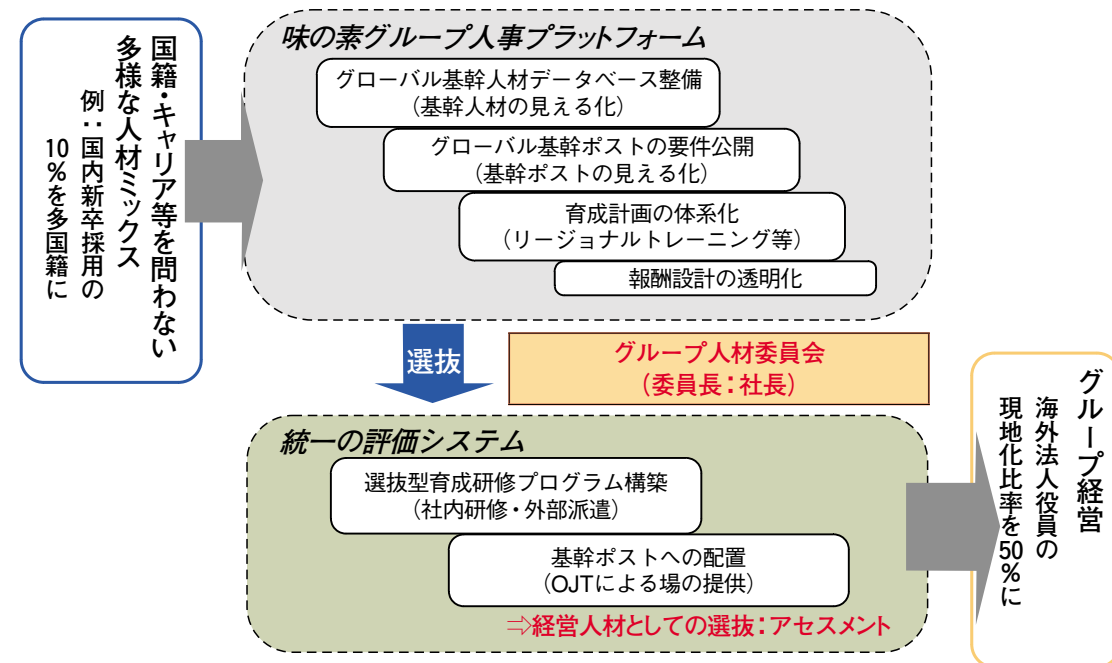 国籍・キャリア等を問わない
多様な人材ミックス
例：国内新卒採用の
10%を多国籍に
味の素グループ人事プラットフォーム
グローバル基幹人材データベース整備
（基幹人材の見える化）
グローバル基幹ポストの要件公開
（基幹ポストの見える化）
育成計画の体系化
（リージョナルトレーニング等）
報酬設計の透明化
選抜
グループ人材委員会
（委員長：社長）
統一の評価システム
選抜型育成研修プログラム構築
（社内研修・外部派遣）
基幹ポストへの配置
（OJTによる場の提供）
⇒経営人材としての選抜：アセスメント
グループ経営
海外法人役員の
現地化比率を50%に